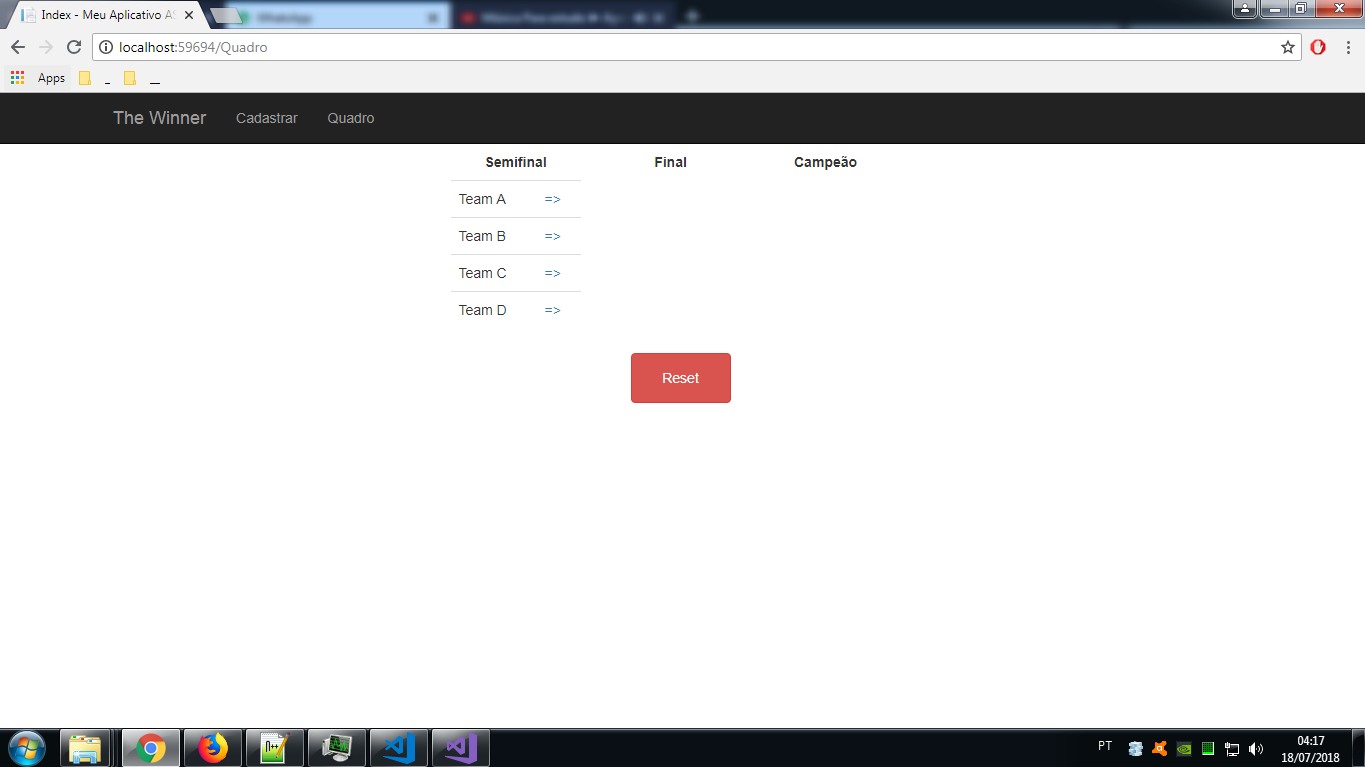 Index - Meu Aplicativo AS
WhatsApp
localhost:59694/Quadro
Apps _ __
The Winner Cadastrar Quadro
Semifinal Final Campeão
Team A =>
Team B =>
Team C =>
Team D =>
Reset
PT
04:17
18/07/2018